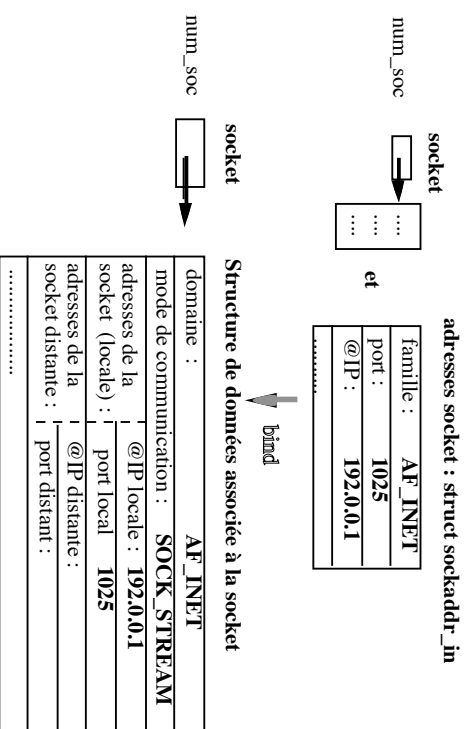 adresses socket : struct sockaddr_in
socket
num_soc
......
......
......
et
famille : AF_INET
port : 1025
@IP : 192.0.0.1
..........
bind
socket
Structure de données associée à la socket
num_soc
domaine : AF_INET
mode de communication : SOCK_STREAM
adresses de la
socket (locale) :
@IP locale : 192.0.0.1
port local 1025
adresses de la
socket distante :
@IP distante :
port distant :
...................